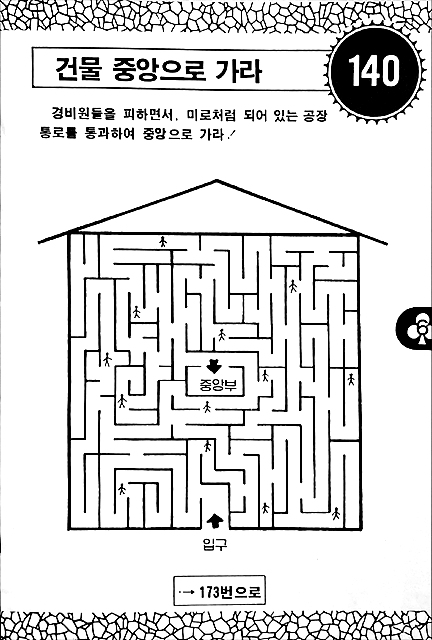 건물 중앙으로 가라
140
경비원들을 피하면서, 미로처럼 되어 있는 공장
통로를 통과하여 중앙으로 가라!
중앙부
입구
→ 173번으로